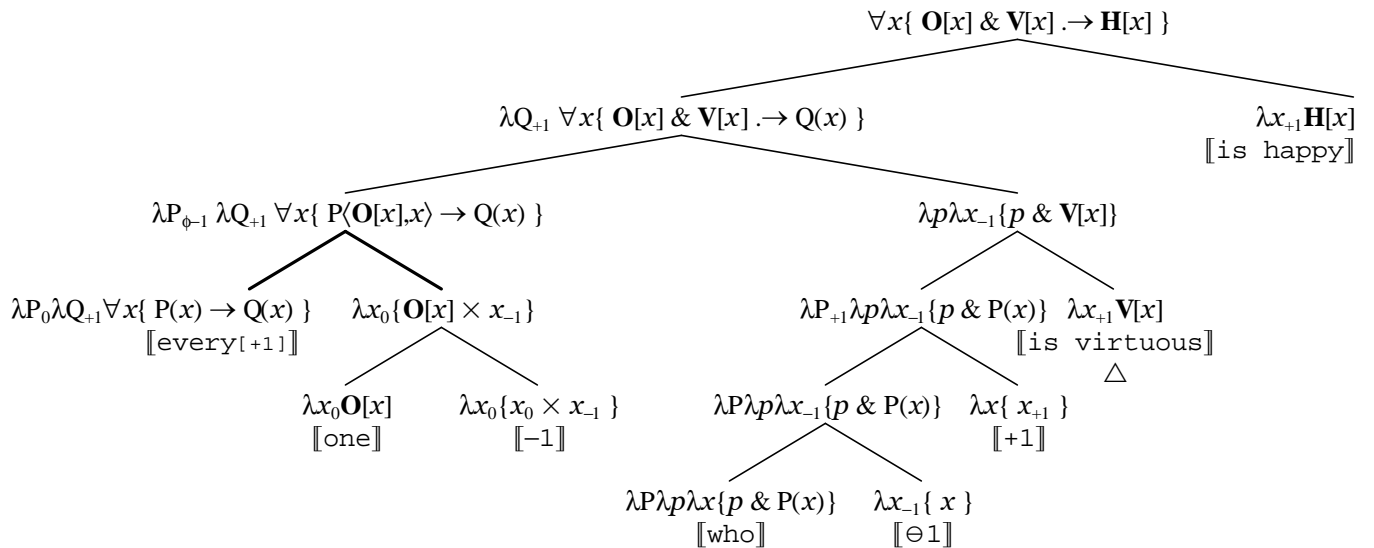 ∀x{ O[x] & V[x] .→ H[x] }
λQ₊₁ ∀x{ O[x] & V[x] .→ Q(x) } λx₊₁H[x]
⟦is happy⟧
λP_ϕ₋₁ λQ₊₁ ∀x{ P⟨O[x],x⟩ → Q(x) } λpλx₋₁{p & V[x]}
λP₀λQ₊₁∀x{ P(x) → Q(x) } λx₀{O[x] × x₋₁} λP₊₁λpλx₋₁{p & P(x)} λx₊₁V[x]
⟦every[+1]⟧ ⟦is virtuous⟧
△
λx₀O[x] λx₀{x₀ × x₋₁ } λPλpλx₋₁{p & P(x)} λx{ x₊₁ }
⟦one⟧ ⟦−1⟧ ⟦+1⟧
λPλpλx{p & P(x)} λx₋₁{ x }
⟦who⟧ ⟦⊖1⟧